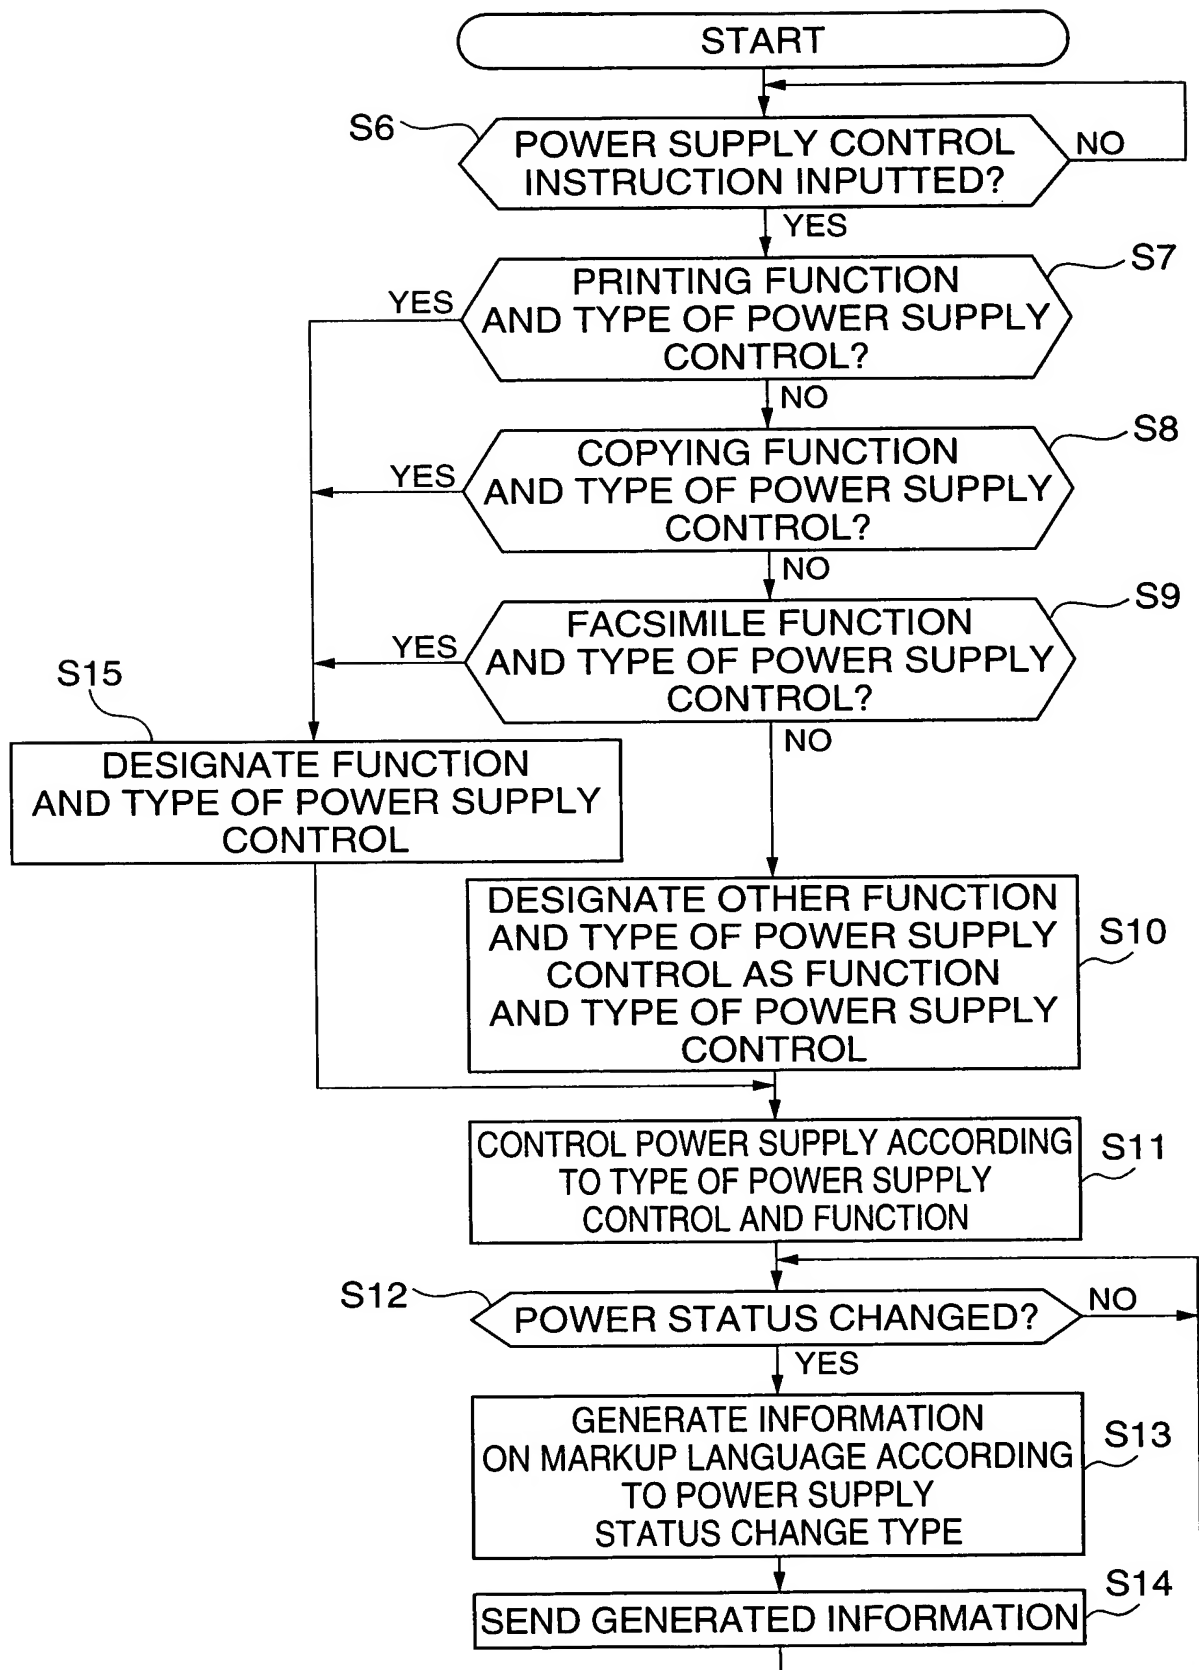 START
S6
POWER SUPPLY CONTROL
INSTRUCTION INPUTTED?
NO
YES
S7
PRINTING FUNCTION
AND TYPE OF POWER SUPPLY
CONTROL?
YES
NO
S8
COPYING FUNCTION
AND TYPE OF POWER SUPPLY
CONTROL?
YES
NO
S9
FACSIMILE FUNCTION
AND TYPE OF POWER SUPPLY
CONTROL?
YES
NO
S15
DESIGNATE FUNCTION
AND TYPE OF POWER SUPPLY
CONTROL
DESIGNATE OTHER FUNCTION
AND TYPE OF POWER SUPPLY
CONTROL AS FUNCTION
AND TYPE OF POWER SUPPLY
CONTROL
S10
CONTROL POWER SUPPLY ACCORDING
TO TYPE OF POWER SUPPLY
CONTROL AND FUNCTION
S11
S12
POWER STATUS CHANGED?
NO
YES
GENERATE INFORMATION
ON MARKUP LANGUAGE ACCORDING
TO POWER SUPPLY
STATUS CHANGE TYPE
S13
S14
SEND GENERATED INFORMATION